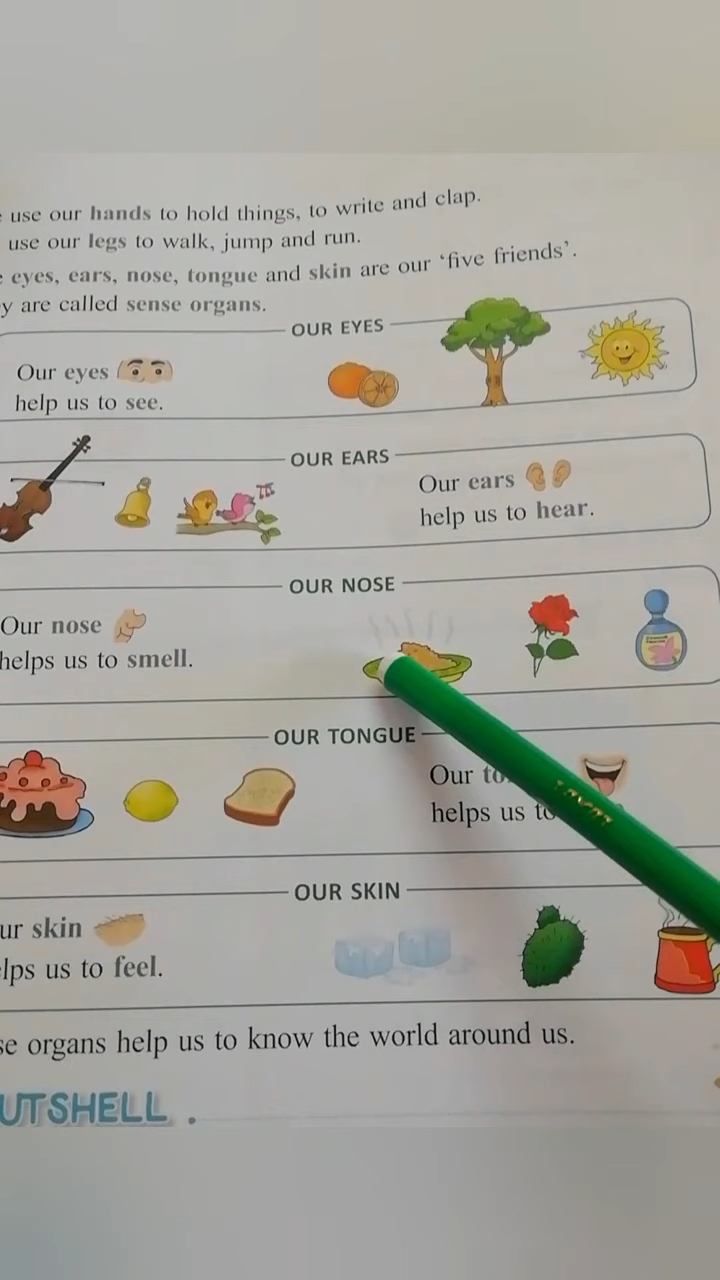 use our hands to hold things, to write and clap.
use our legs to walk, jump and run.
eyes, ears, nose, tongue and skin are our ‘five friends’.
y are called sense organs.
OUR EYES
Our eyes
help us to see.
OUR EARS
Our ears
help us to hear.
OUR NOSE
Our nose
helps us to smell.
OUR TONGUE
Our
helps us
OUR SKIN
ur skin
lps us to feel.
se organs help us to know the world around us.
UTSHELL